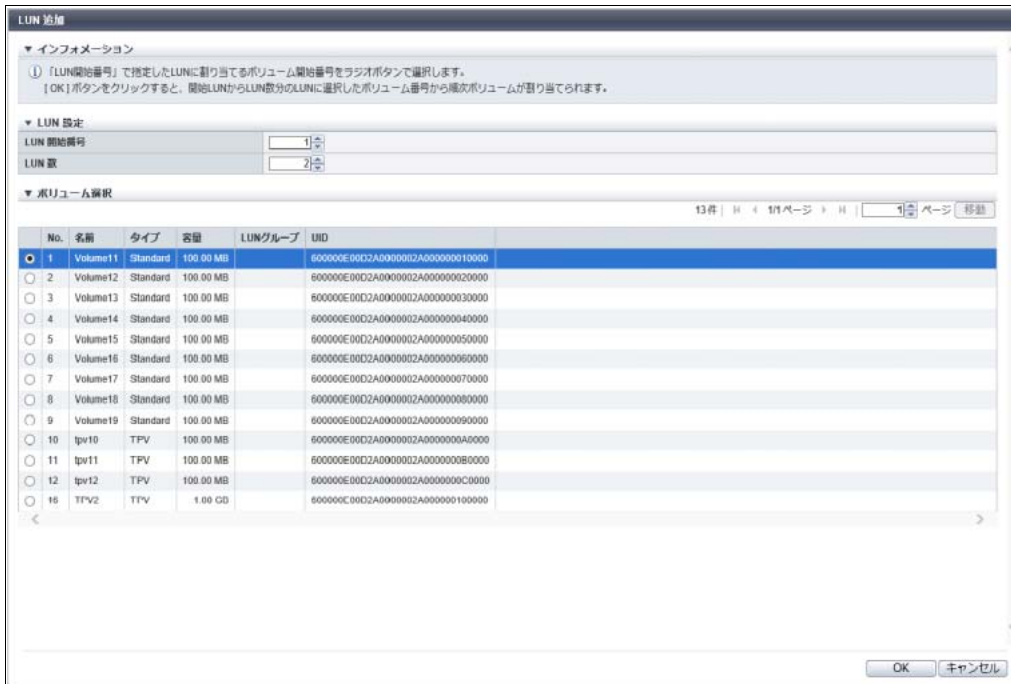 LUN 追加
▼ インフォメーション
ⓘ 「LUN開始番号」で指定したLUNに割り当てるボリューム開始番号をラジオボタンで選択します。
[OK]ボタンをクリックすると、開始LUNからLUN数分のLUNに選択したボリューム番号から順次ボリュームが割り当てられます。
▼ LUN 設定
LUN 開始番号 1
LUN 数 2
▼ ボリューム選択
13件 1/1 ページ 1 ページ 移動
No. 名前 タイプ 容量 LUNグループ UID
1 Volume11 Standard 100.00 MB 600000E00D2A0000002A000000010000
2 Volume12 Standard 100.00 MB 600000E00D2A0000002A000000020000
3 Volume13 Standard 100.00 MB 600000E00D2A0000002A000000030000
4 Volume14 Standard 100.00 MB 600000E00D2A0000002A000000040000
5 Volume15 Standard 100.00 MB 600000E00D2A0000002A000000050000
6 Volume16 Standard 100.00 MB 600000E00D2A0000002A000000060000
7 Volume17 Standard 100.00 MB 600000E00D2A0000002A000000070000
8 Volume18 Standard 100.00 MB 600000E00D2A0000002A000000080000
9 Volume19 Standard 100.00 MB 600000E00D2A0000002A000000090000
10 tpv10 TPV 100.00 MB 600000E00D2A0000002A0000000A0000
11 tpv11 TPV 100.00 MB 600000E00D2A0000002A0000000B0000
12 tpv12 TPV 100.00 MB 600000E00D2A0000002A0000000C0000
16 TPV2 TPV 1.00 GB 600000E00D2A0000002A000000100000
OK キャンセル